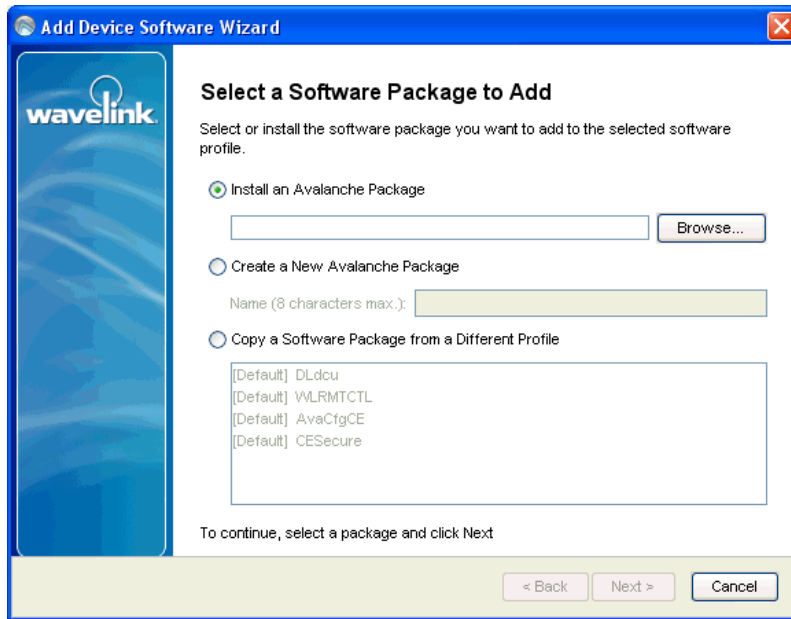 Add Device Software Wizard
wavelink
Select a Software Package to Add
Select or install the software package you want to add to the selected software
profile.
Install an Avalanche Package
Browse...
Create a New Avalanche Package
Name (8 characters max.):
Copy a Software Package from a Different Profile
[Default] DLdcu
[Default] WLRMTCTL
[Default] AvaCfgCE
[Default] CESecure
To continue, select a package and click Next
< Back
Next >
Cancel